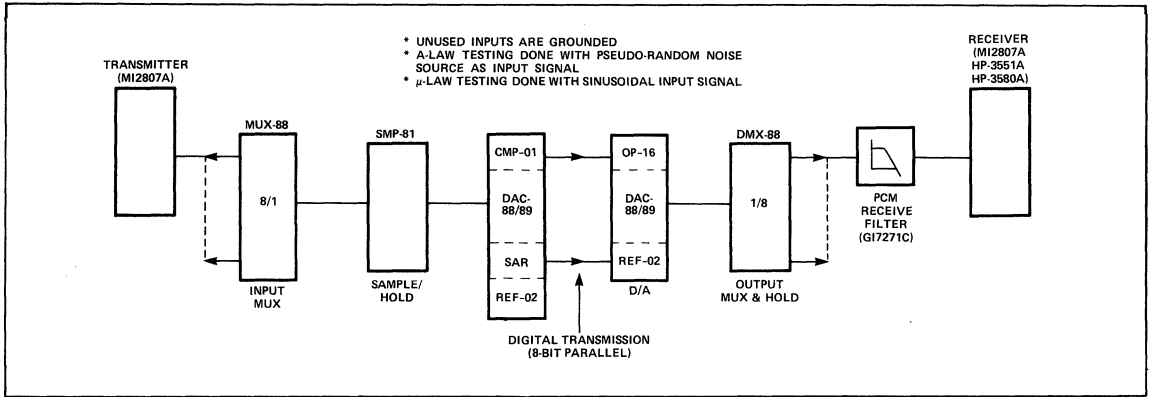 * UNUSED INPUTS ARE GROUNDED
* A-LAW TESTING DONE WITH PSEUDO-RANDOM NOISE
SOURCE AS INPUT SIGNAL
* μ-LAW TESTING DONE WITH SINUSOIDAL INPUT SIGNAL
TRANSMITTER
(MI2807A)
MUX-88
8/1
INPUT
MUX
SMP-81
SAMPLE/
HOLD
CMP-01
DAC-
88/89
SAR
REF-02
OP-16
DAC-
88/89
REF-02
D/A
DIGITAL TRANSMISSION
(8-BIT PARALLEL)
DMX-88
1/8
OUTPUT
MUX & HOLD
PCM
RECEIVE
FILTER
(GI7271C)
RECEIVER
(MI2807A
HP-3551A
HP-3580A)